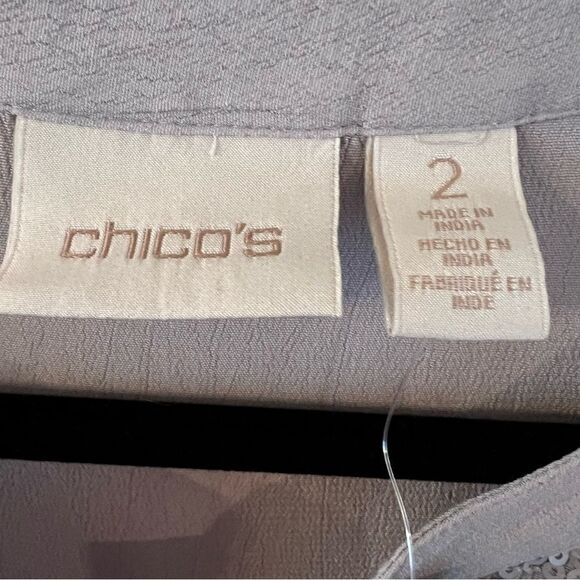 chico's
2
MADE IN
INDIA
HECHO EN
INDIA
FABRIQUÉ EN
INDE